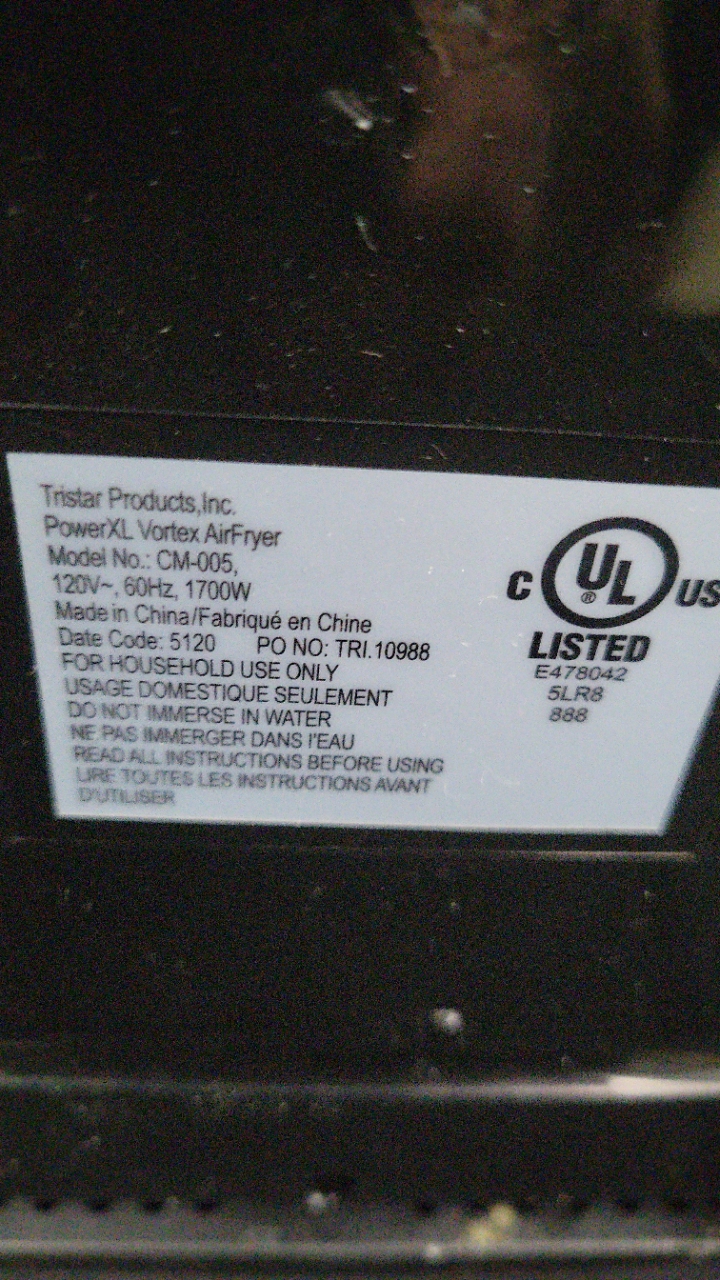 Tristar Products,Inc.
PowerXL Vortex AirFryer
Model No.: CM-005,
120V~, 60Hz, 1700W
Made in China/Fabriqué en Chine
Date Code: 5120 PO NO: TRI.10988
FOR HOUSEHOLD USE ONLY
USAGE DOMESTIQUE SEULEMENT
DO NOT IMMERSE IN WATER
NE PAS IMMERGER DANS l'EAU
READ ALL INSTRUCTIONS BEFORE USING
LIRE TOUTES LES INSTRUCTIONS AVANT
D'UTILISER
C UL® US
LISTED
E478042
5LR8
888